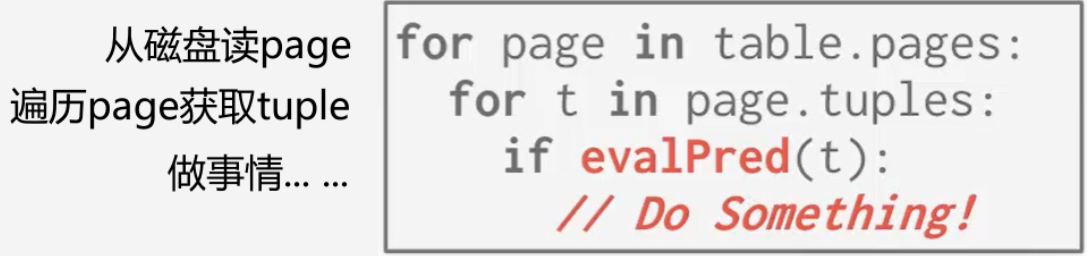 从磁盘读page
遍历page获取tuple
做事情... ...
for page in table.pages:
for t in page.tuples:
if evalPred(t):
// Do Something!